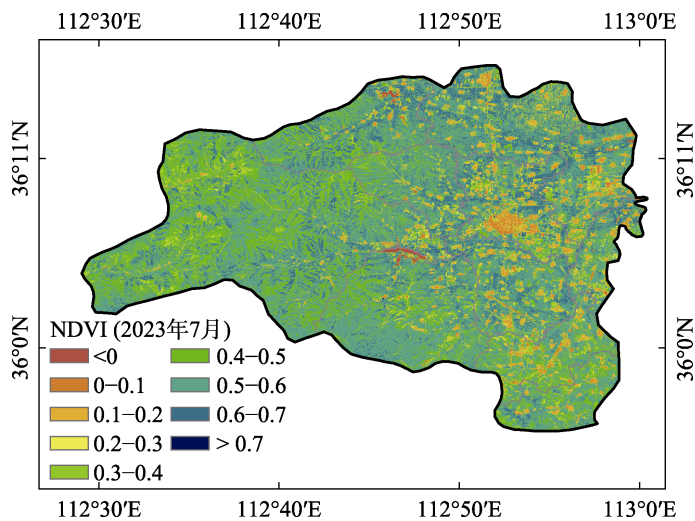 112°30′E 112°40′E 112°50′E 113°0′E
36°11′N 36°11′N
36°0′N 36°0′N
NDVI (2023年7月)
<0 0.4−0.5
0−0.1 0.5−0.6
0.1−0.2 0.6−0.7
0.2−0.3 > 0.7
0.3−0.4
112°30′E 112°40′E 112°50′E 113°0′E